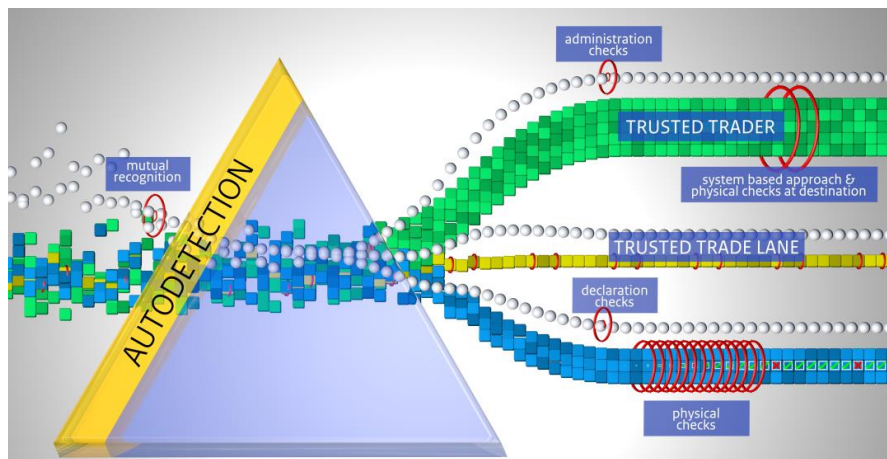 administration
checks
TRUSTED TRADER
mutual
recognition
system based approach &
physical checks at destination
AUTODETECTION
TRUSTED TRADE LANE
declaration
checks
physical
checks